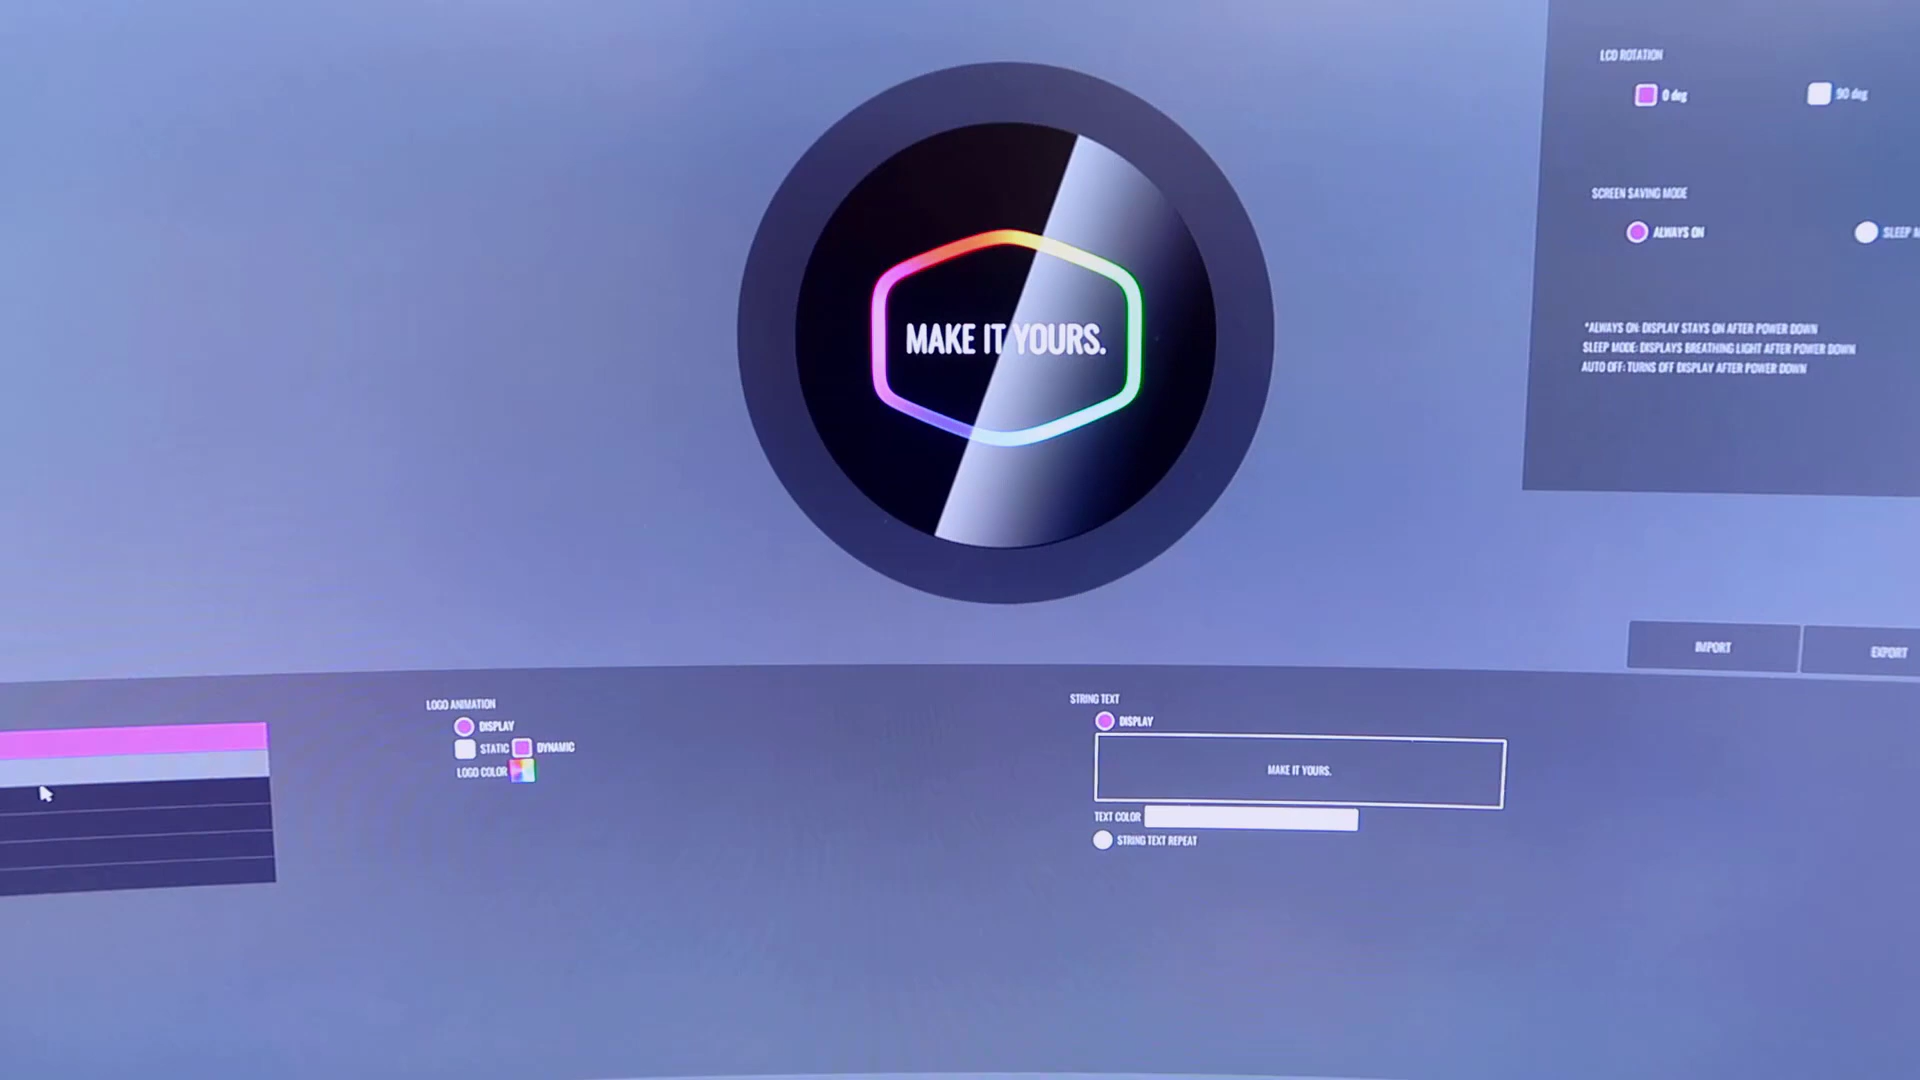 LCD ROTATION
0 deg
90 deg
SCREEN SAVING MODE
ALWAYS ON
SLEEP
MAKE IT YOURS.
*ALWAYS ON: DISPLAY STAYS ON AFTER POWER DOWN
SLEEP MODE: DISPLAYS BREATHING LIGHT AFTER POWER DOWN
AUTO OFF: TURNS OFF DISPLAY AFTER POWER DOWN
IMPORT
EXPORT
LOGO ANIMATION
DISPLAY
STATIC
DYNAMIC
LOGO COLOR
STRING TEXT
DISPLAY
MAKE IT YOURS.
TEXT COLOR
STRING TEXT REPEAT